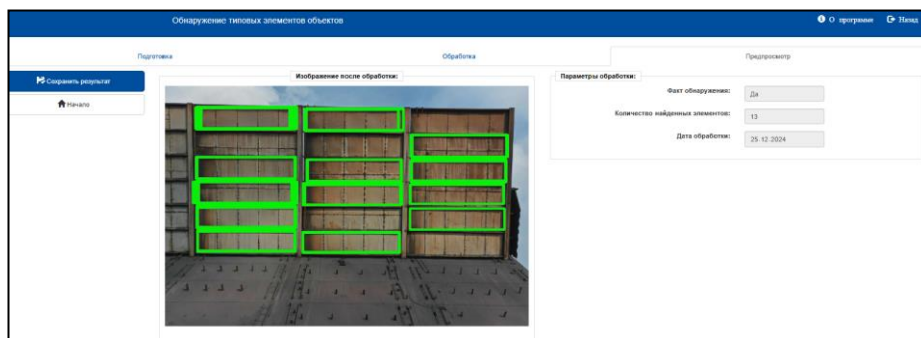 Обнаружение типовых элементов объектов
О программе
Назад
Подготовка
Обработка
Предпросмотр
Сохранить результат
Начало
Изображение после обработки:
Параметры обработки:
Факт обнаружения:
Да
Количество найденных элементов:
13
Дата обработки:
25.12.2024